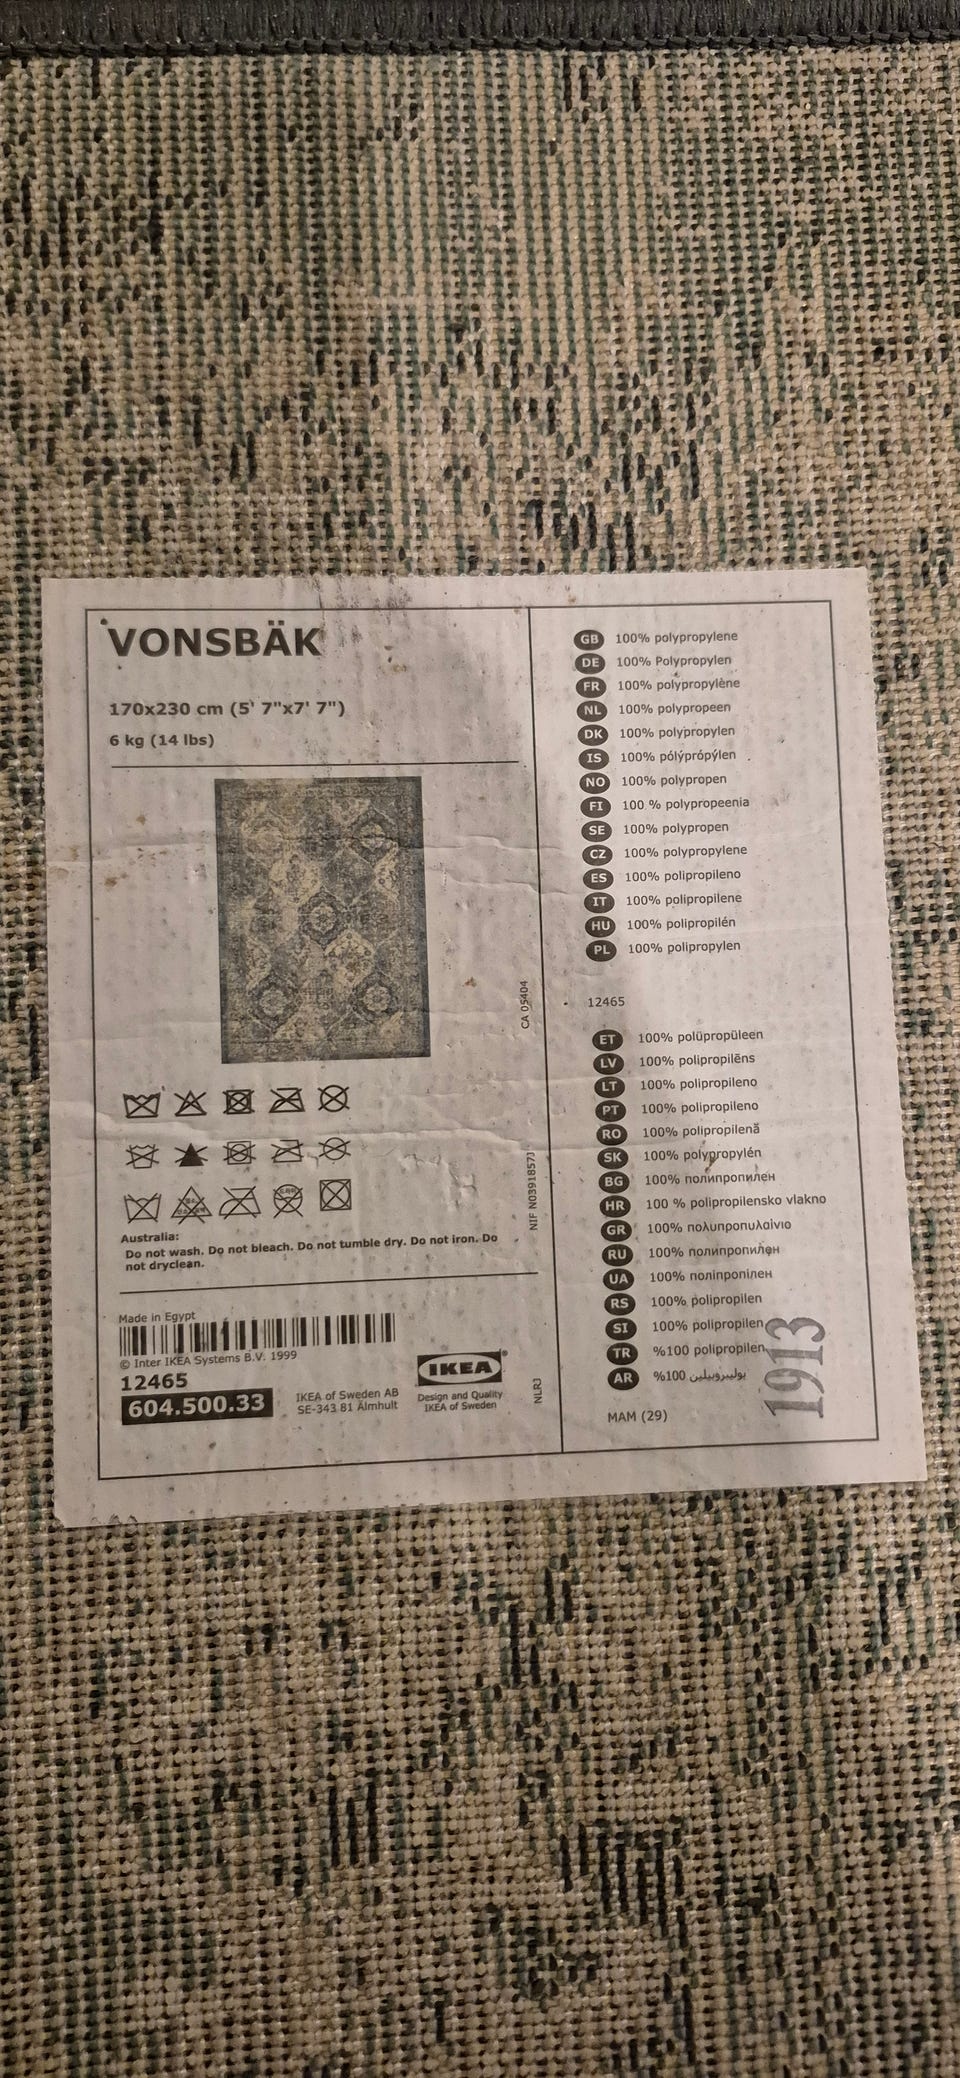 VONSBÄK
170x230 cm (5' 7"x7' 7")
6 kg (14 lbs)
CA 05404
NIF N0391857J
Australia:
Do not wash. Do not bleach. Do not tumble dry. Do not iron. Do
not dryclean.
Made in Egypt
© Inter IKEA Systems B.V. 1999
12465
604.500.33
IKEA of Sweden AB
SE-343 81 Älmhult
IKEA®
Design and Quality
IKEA of Sweden
NLRJ
GB 100% polypropylene
DE 100% Polypropylen
FR 100% polypropylène
NL 100% polypropeen
DK 100% polypropylen
IS 100% pólýprópýlen
NO 100% polypropen
FI 100 % polypropeenia
SE 100% polypropen
CZ 100% polypropylene
ES 100% polipropileno
IT 100% polipropilene
HU 100% polipropilén
PL 100% polipropylen
12465
ET 100% polüpropüleen
LV 100% polipropilēns
LT 100% polipropileno
PT 100% polipropileno
RO 100% polipropilenă
SK 100% polypropylén
BG 100% полипропилен
HR 100 % polipropilensko vlakno
GR 100% πολυπροπυλαίνιο
RU 100% полипропилен
UA 100% поліпропілен
RS 100% polipropilen
SI 100% polipropilen
TR %100 polipropilen
AR %100 بوليبروبيلين
MAM (29)
1913